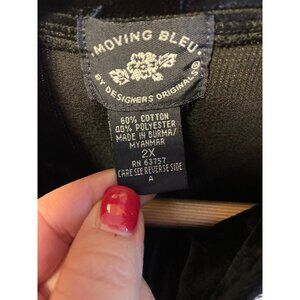 MOVING BLEU
BY DESIGNERS ORIGINALS®
60% COTTON
40% POLYESTER
MADE IN BURMA/
MYANMAR
2X
RN 63757
CARE SEE REVERSE SIDE
A